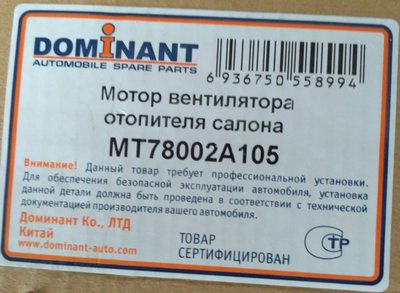 DOMiNANT
AUTOMOBILE SPARE PARTS
6 936750 558994
Мотор вентилятора
отопителя салона
MT78002A105
Внимание! Данный товар требует профессиональной установки.
Для обеспечения безопасной эксплуатации автомобиля, установка
данной детали должна быть проведена в соответствии с технической
документацией производителя вашего автомобиля.
Доминант Ко., ЛТД
Китай
www.dominant-auto.com
ТОВАР
СЕРТИФИЦИРОВАН
СТР